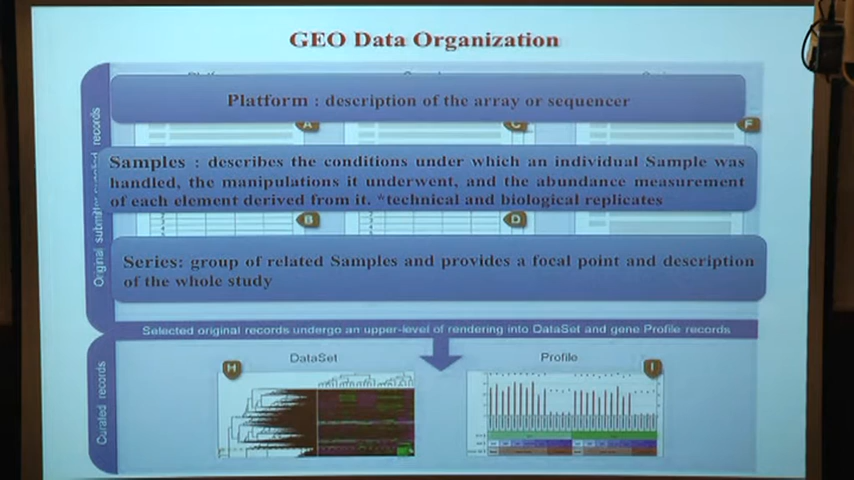 GEO Data Organization
Platform : description of the array or sequencer
A
C
F
Samples : describes the conditions under which an individual Sample was
handled, the manipulations it underwent, and the abundance measurement
of each element derived from it. *technical and biological replicates
B
D
Series: group of related Samples and provides a focal point and description
of the whole study
Original submitter records
Selected original records undergo an upper-level of rendering into DataSet and gene Profile records
Curated records
DataSet
Profile
H
I